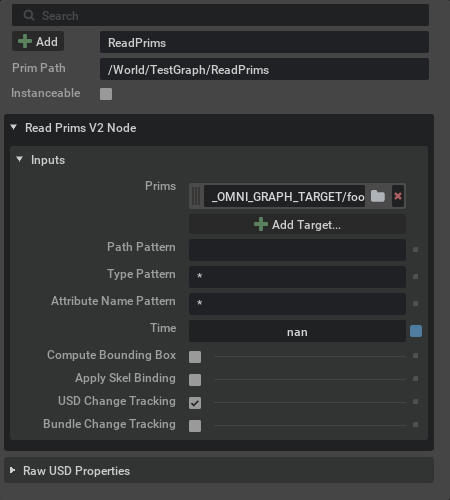 Search
Add
ReadPrims
Prim Path
/World/TestGraph/ReadPrims
Instanceable
Read Prims V2 Node
Inputs
Prims
_OMNI_GRAPH_TARGET/foo
Add Target...
Path Pattern
Type Pattern
*
Attribute Name Pattern
*
Time
nan
Compute Bounding Box
Apply Skel Binding
USD Change Tracking
Bundle Change Tracking
Raw USD Properties